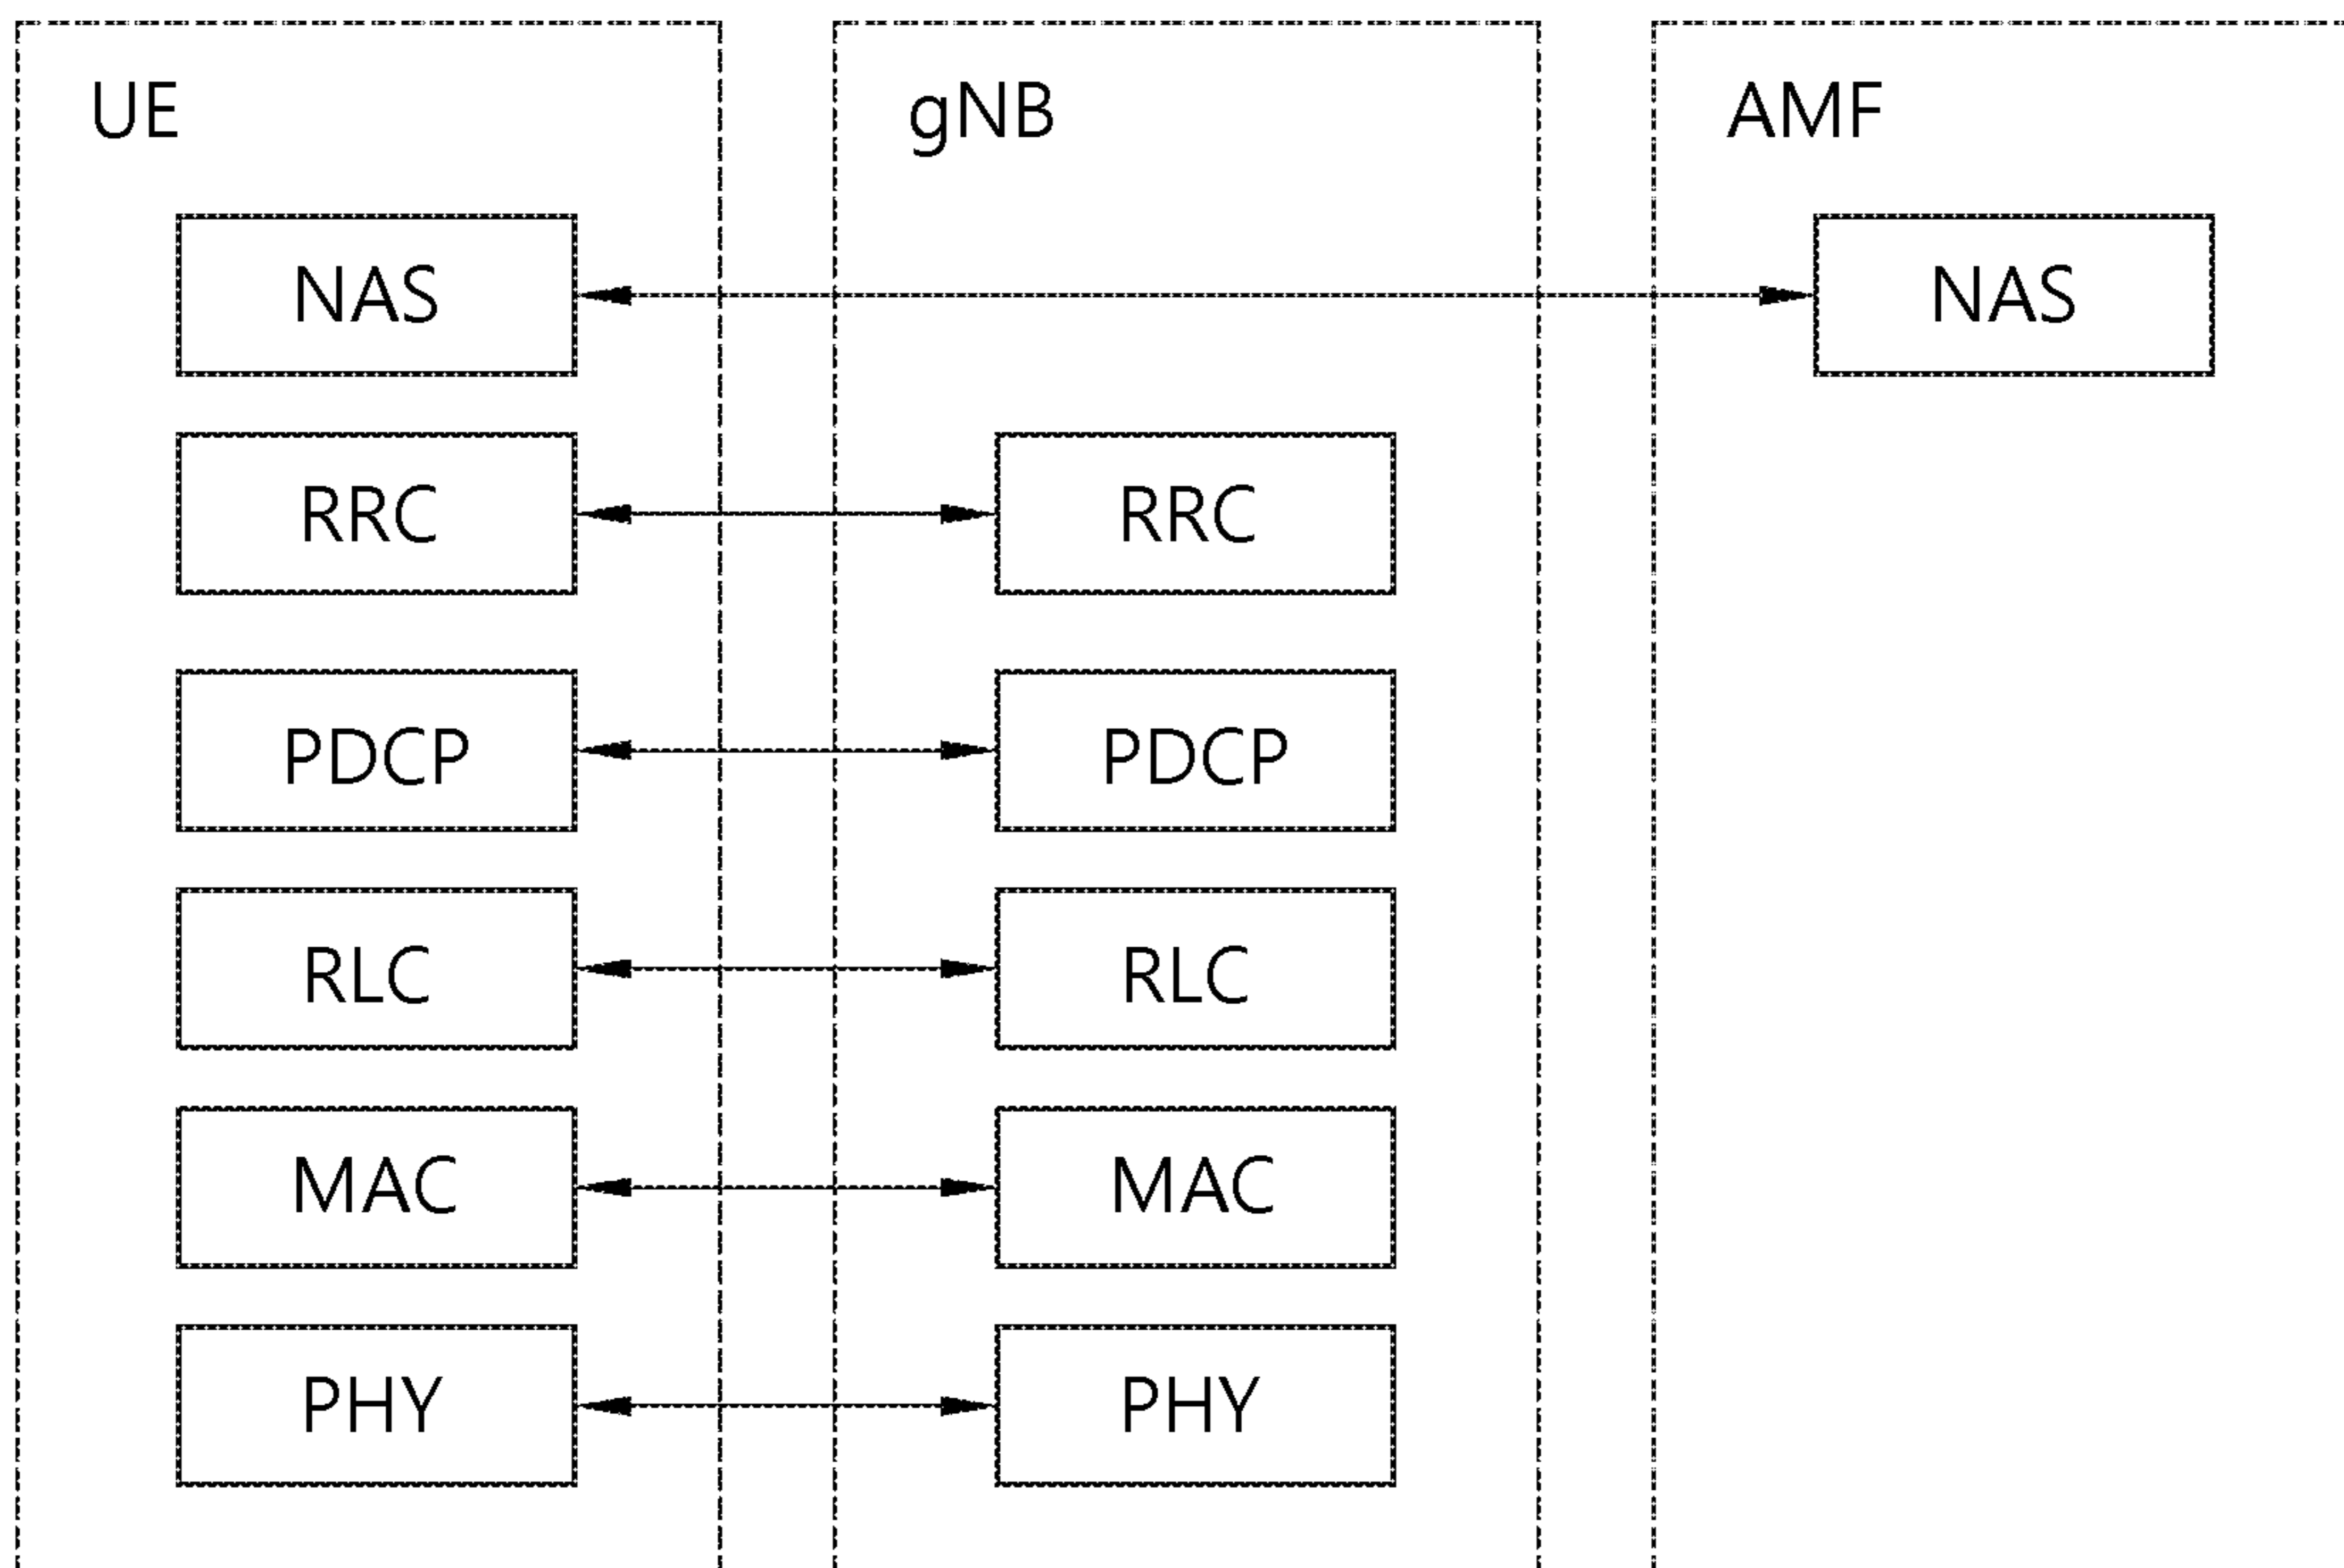 UE gNB AMF
NAS NAS
RRC RRC
PDCP PDCP
RLC RLC
MAC MAC
PHY PHY